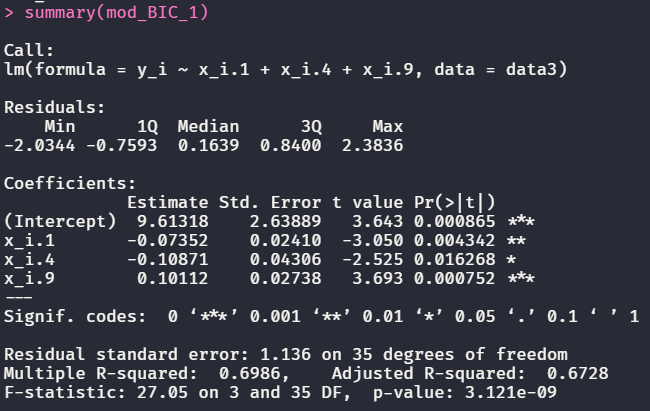 > summary(mod_BIC_1)
Call:
lm(formula = y_i ~ x_i.1 + x_i.4 + x_i.9, data = data3)
Residuals:
    Min      1Q  Median      3Q     Max
-2.0344 -0.7593  0.1639  0.8400  2.3836
Coefficients:
            Estimate Std. Error t value Pr(>|t|)
(Intercept)  9.61318    2.63889   3.643 0.000865 ***
x_i.1       -0.07352    0.02410  -3.050 0.004342 **
x_i.4       -0.10871    0.04306  -2.525 0.016268 *
x_i.9        0.10112    0.02738   3.693 0.000752 ***
---
Signif. codes:  0 ‘***’ 0.001 ‘**’ 0.01 ‘*’ 0.05 ‘.’ 0.1 ‘ ’ 1
Residual standard error: 1.136 on 35 degrees of freedom
Multiple R-squared:  0.6986,    Adjusted R-squared:  0.6728
F-statistic: 27.05 on 3 and 35 DF,  p-value: 3.121e-09